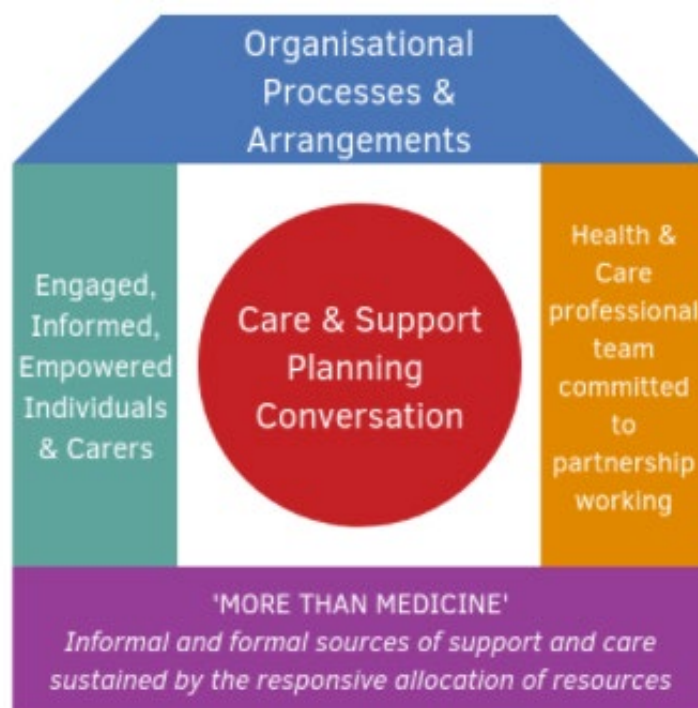 Organisational
Processes &
Arrangements
Engaged,
Informed,
Empowered
Individuals
& Carers
Care & Support
Planning
Conversation
Health &
Care
professional
team
committed
to
partnership
working
'MORE THAN MEDICINE'
Informal and formal sources of support and care
sustained by the responsive allocation of resources